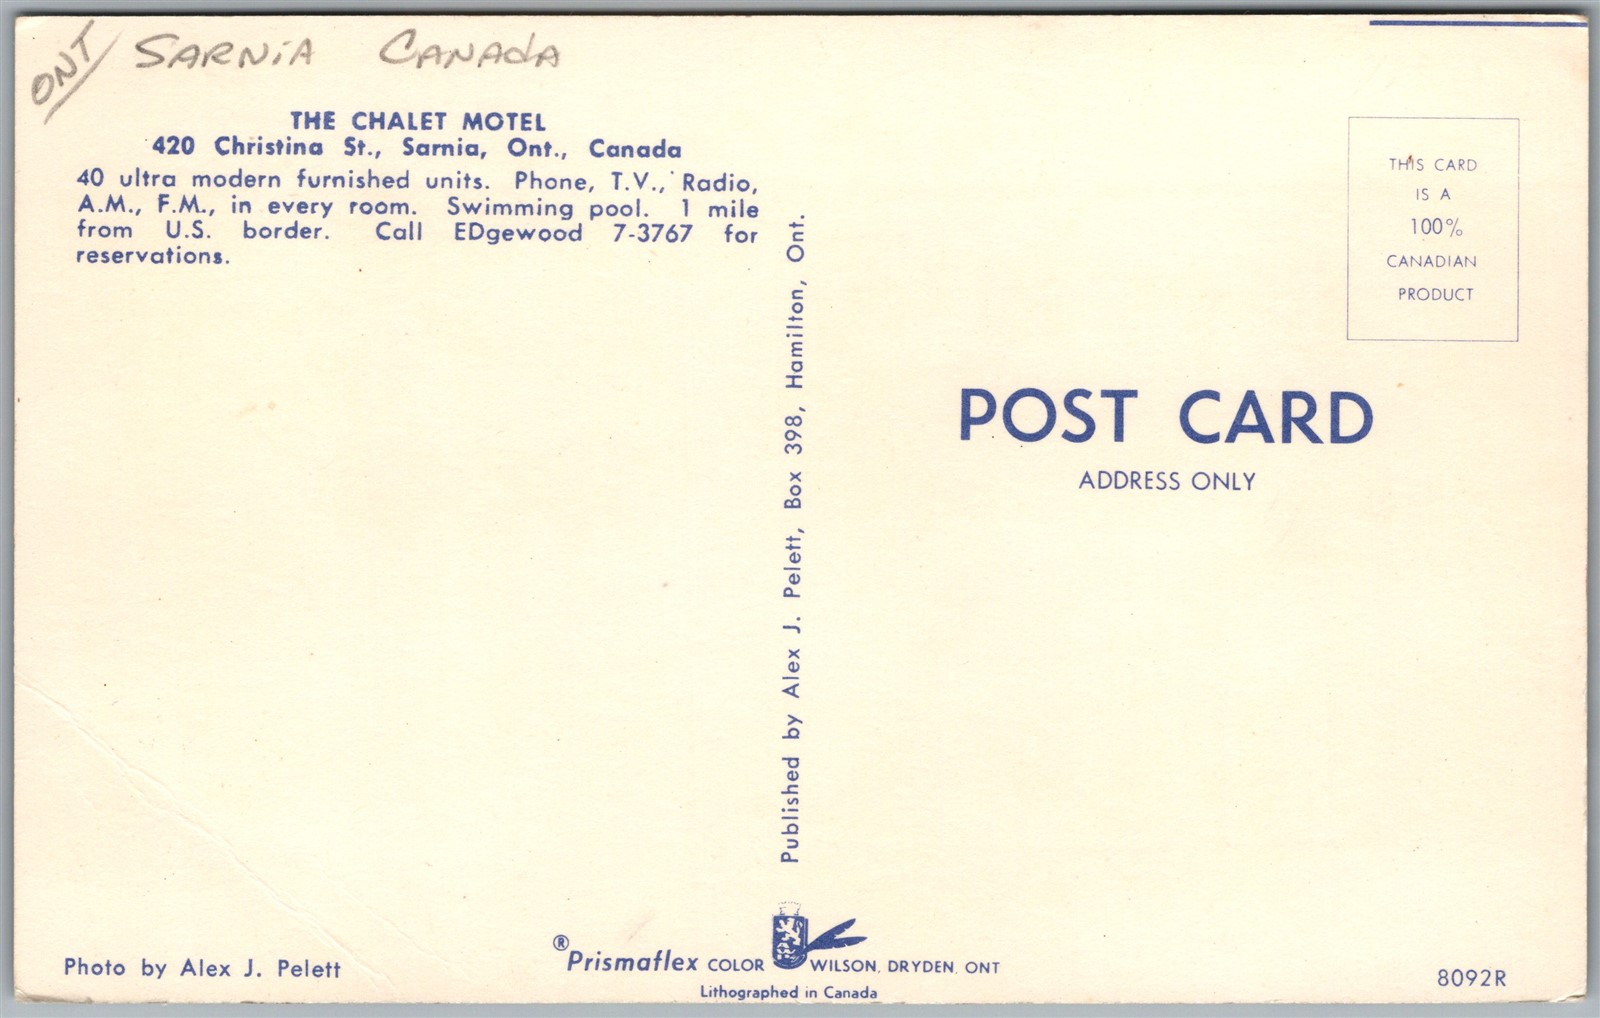 ONT
SARNIA CANADA
THE CHALET MOTEL
420 Christina St., Sarnia, Ont., Canada
40 ultra modern furnished units. Phone, T.V., Radio,
A.M., F.M., in every room. Swimming pool. 1 mile
from U.S. border. Call EDgewood 7-3767 for
reservations.
Published by Alex J. Pelett, Box 398, Hamilton, Ont.
THIS CARD
IS A
100%
CANADIAN
PRODUCT
POST CARD
ADDRESS ONLY
Photo by Alex J. Pelett
® Prismaflex COLOR WILSON, DRYDEN, ONT
Lithographed in Canada
8092R